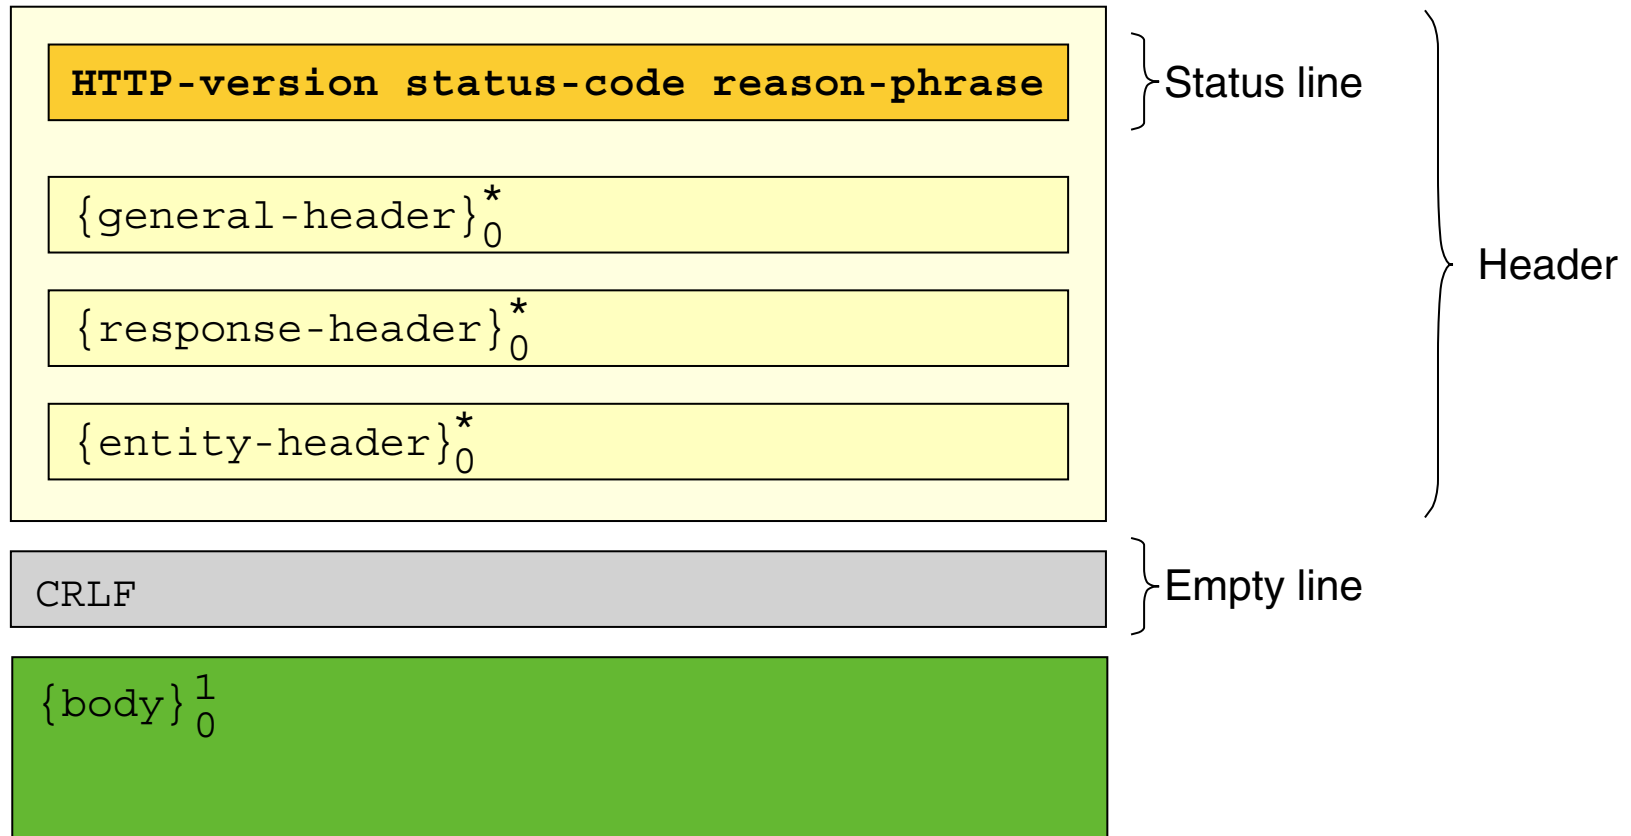 HTTP-version status-code reason-phrase
Status line
{general-header}*0
Header
{response-header}*0
{entity-header}*0
CRLF
Empty line
{body}10